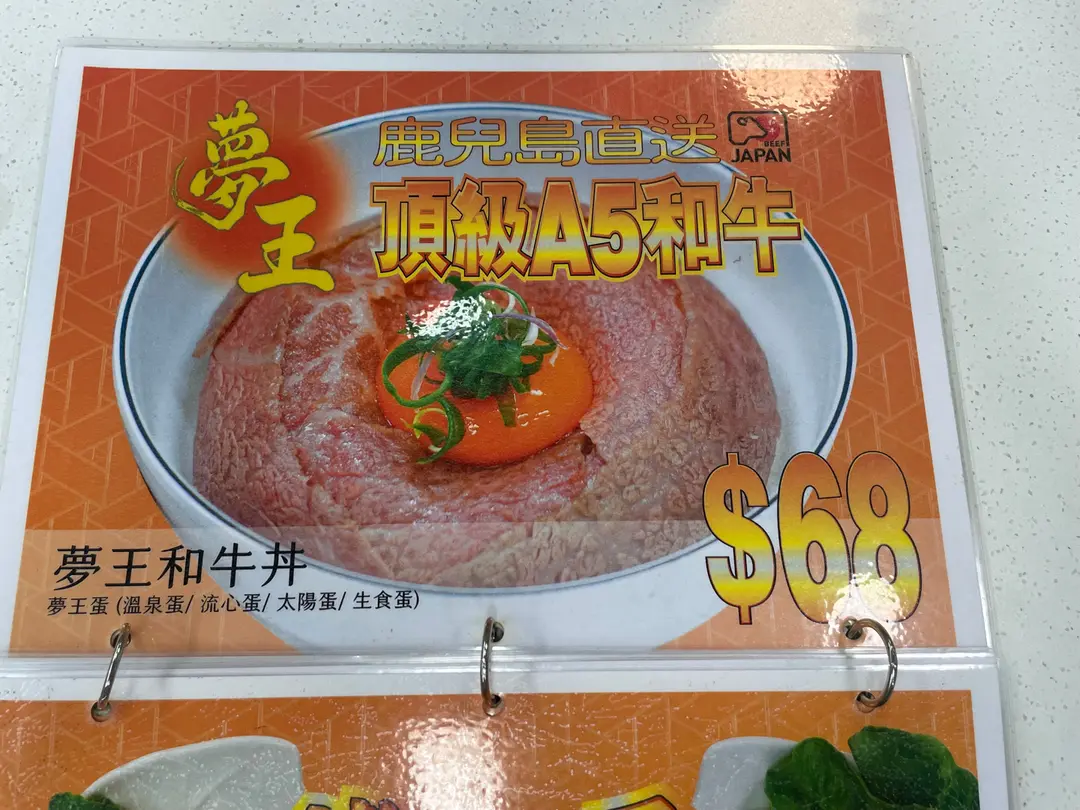 夢王
鹿兒島直送
BEEF
JAPAN
頂級A5和牛
$68
夢王和牛丼
夢王蛋 (溫泉蛋/ 流心蛋/ 太陽蛋/ 生食蛋)